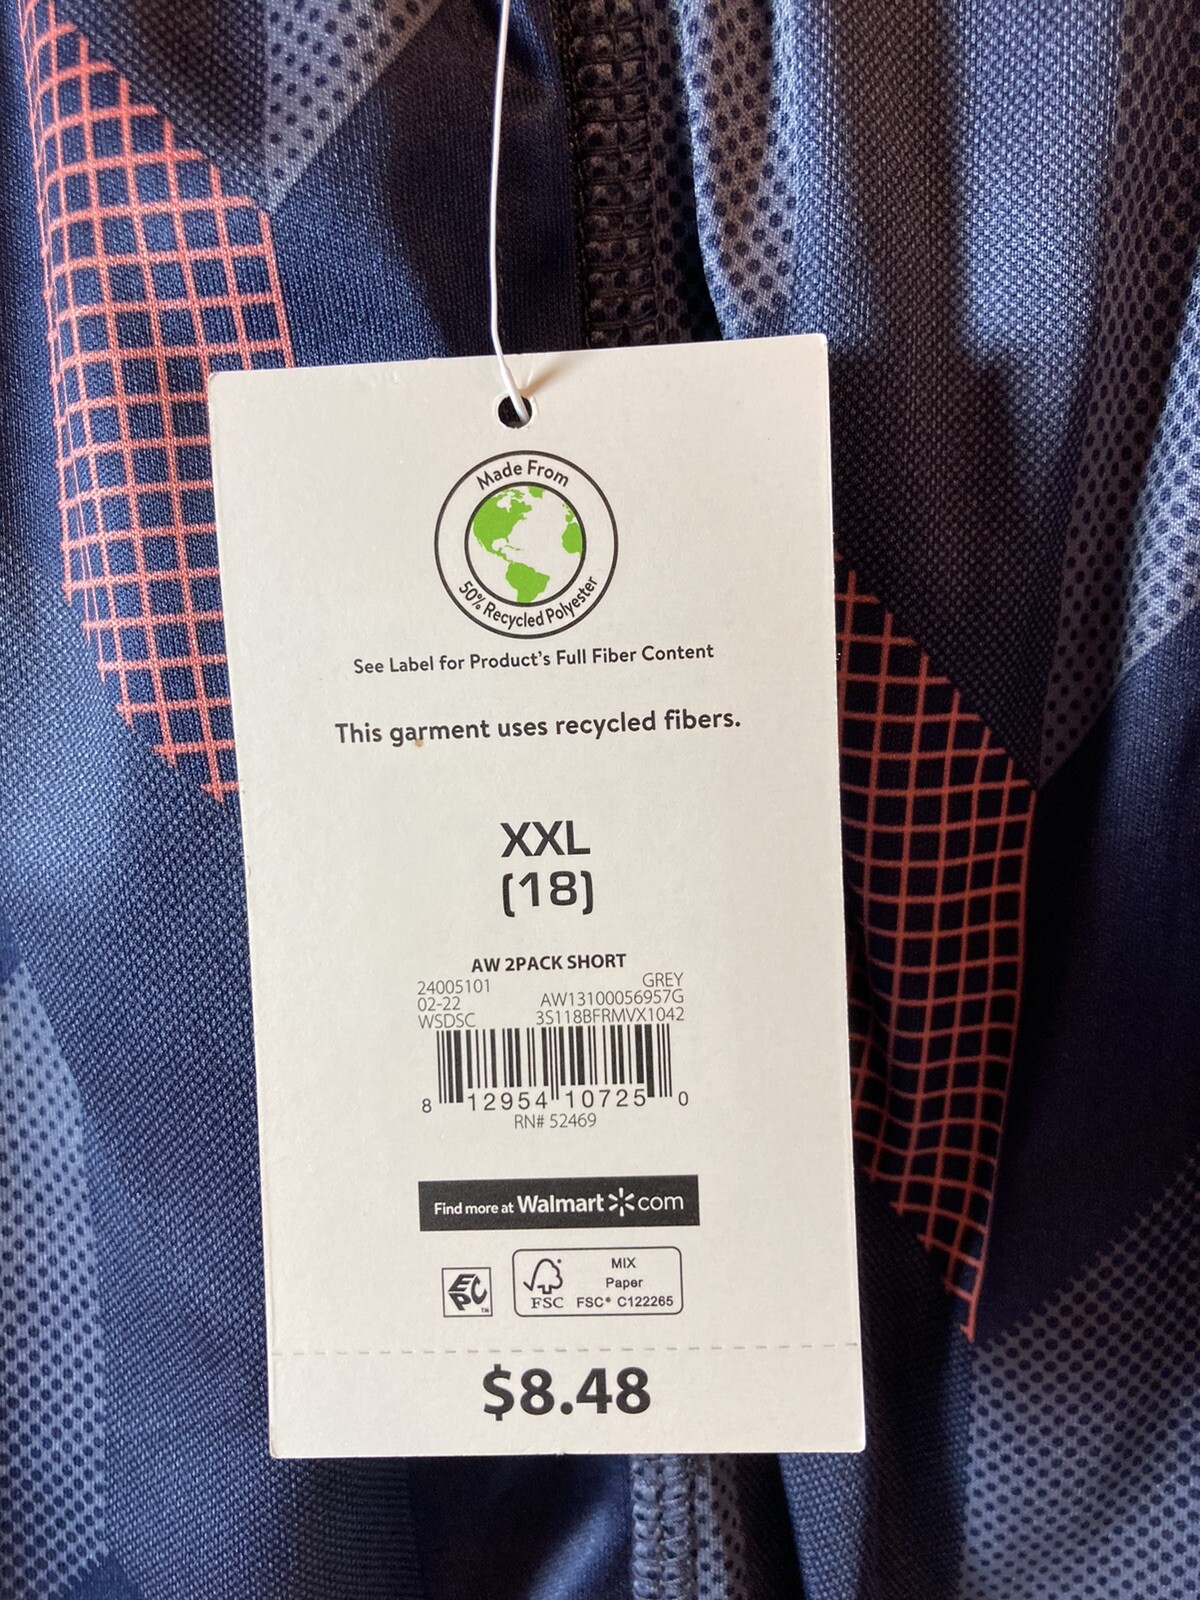 Made From
50% Recycled Polyester
See Label for Product's Full Fiber Content
This garment uses recycled fibers.
XXL
(18)
AW 2PACK SHORT
24005101 GREY
02-22 AW13100056957G
WSDSC 3S118BFRMVX1042
8 12954 10725 0
RN# 52469
Find more at Walmart com
EPC TM
MIX
Paper
FSC FSC® C122265
$8.48